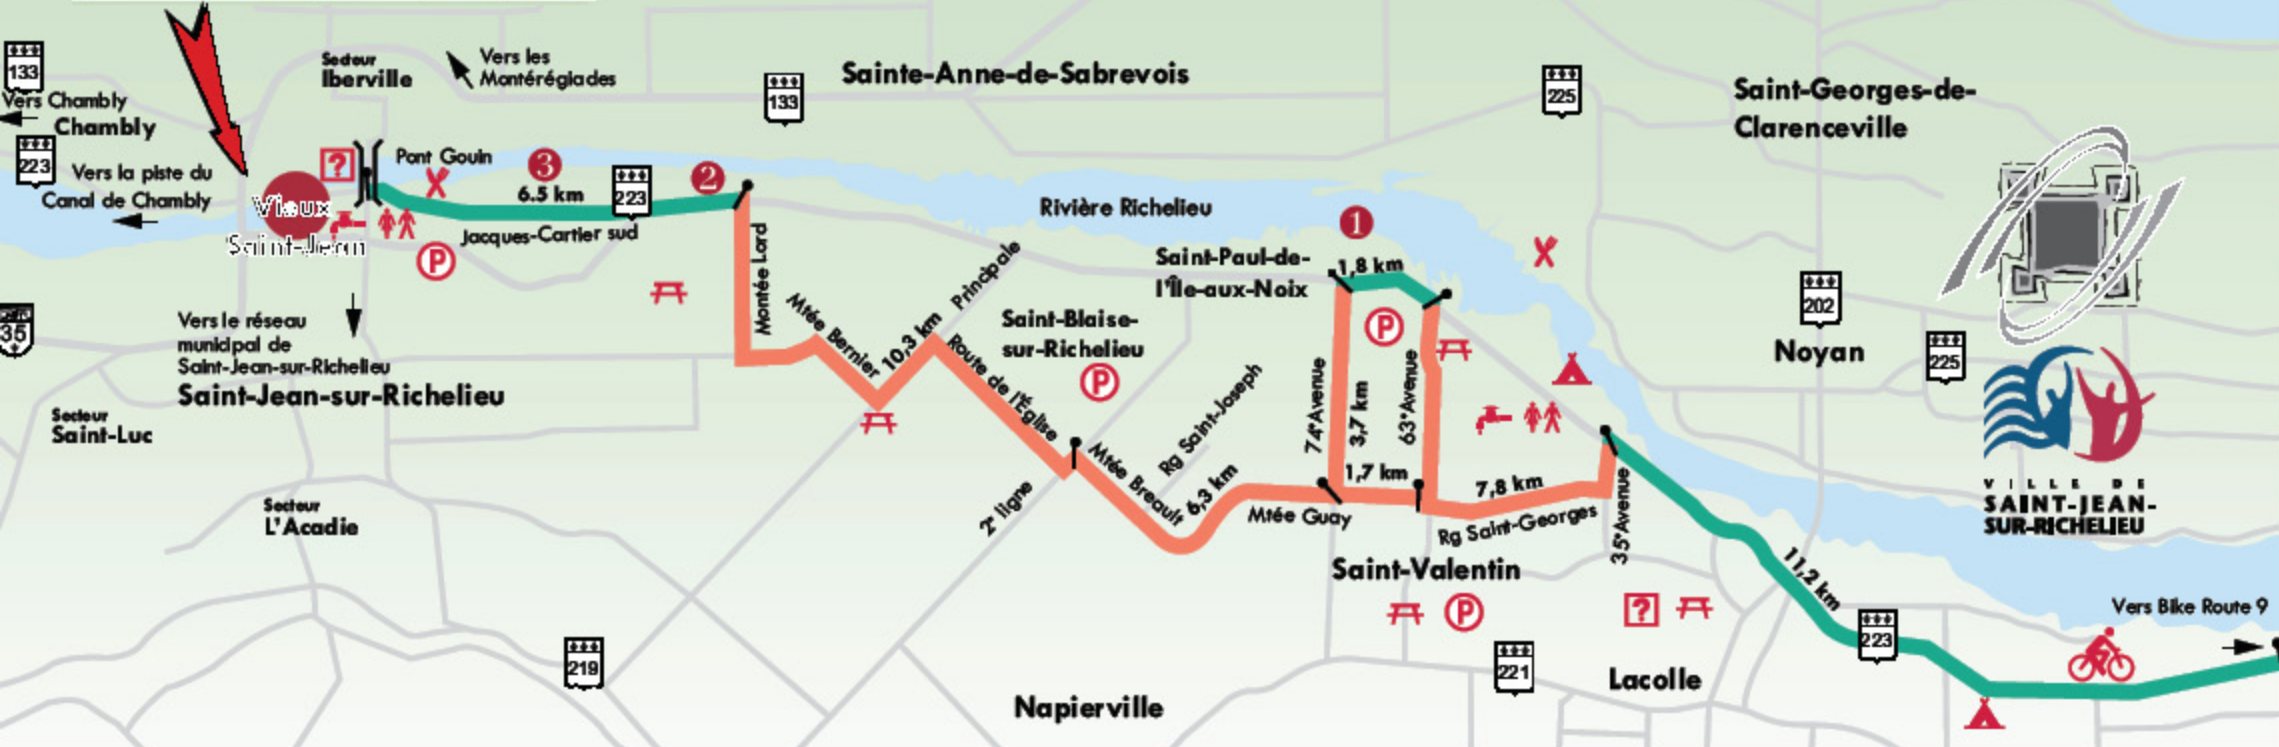 133
Vers Chambly
Chambly
223
Vers la piste du
Canal de Chambly
35
Secteur
Iberville
Vers les
Montérégiades
133
Sainte-Anne-de-Sabrevois
225
Saint-Georges-de-
Clarenceville
?
Pont Gouin
3
6.5 km
223
2
Vieux
Saint-Jean
P
Jacques-Cartier sud
Rivière Richelieu
1
Montée Lord
Mtée Bernier
10,3 km
Principale
Saint-Paul-de-
l'Île-aux-Noix
1,8 km
P
202
Noyan
225
Vers le réseau
municipal de
Saint-Jean-sur-Richelieu
Saint-Jean-sur-Richelieu
Secteur
Saint-Luc
Saint-Blaise-
sur-Richelieu
P
Route de l'Église
Rg Saint-Joseph
74e Avenue
3,7 km
63e Avenue
1,7 km
Mtée Breault
6,3 km
2e ligne
Mtée Guay
7,8 km
Rg Saint-Georges
35e Avenue
VILLE DE
SAINT-JEAN-
SUR-RICHELIEU
Secteur
L'Acadie
Saint-Valentin
P
?
11,2 km
223
Vers Bike Route 9
219
221
Lacolle
Napierville